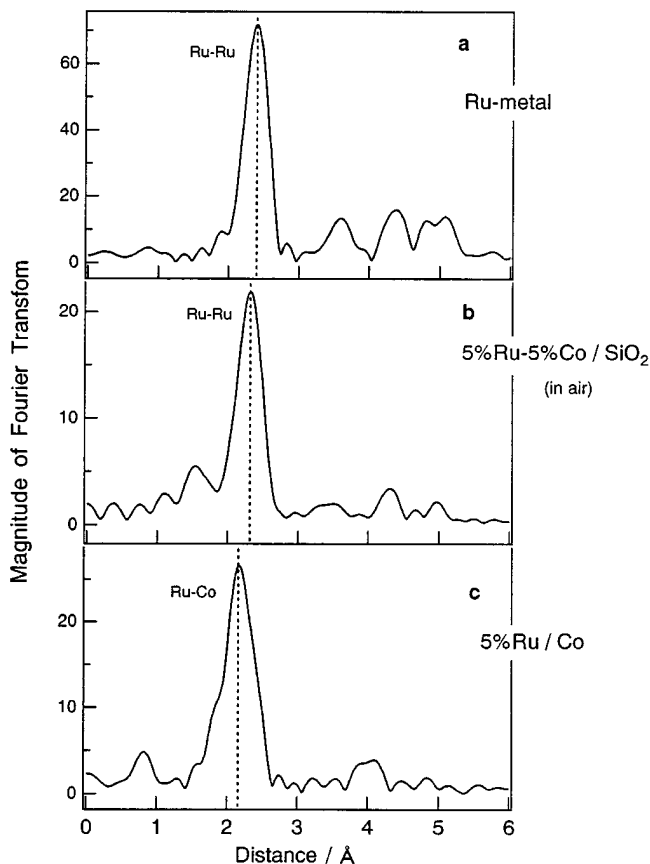 Magnitude of Fourier Transfom
a
Ru-Ru
Ru-metal
60
40
20
0
b
Ru-Ru
5%Ru-5%Co / SiO₂
(in air)
20
10
0
c
Ru-Co
5%Ru / Co
20
10
0
0 1 2 3 4 5 6
Distance / Å